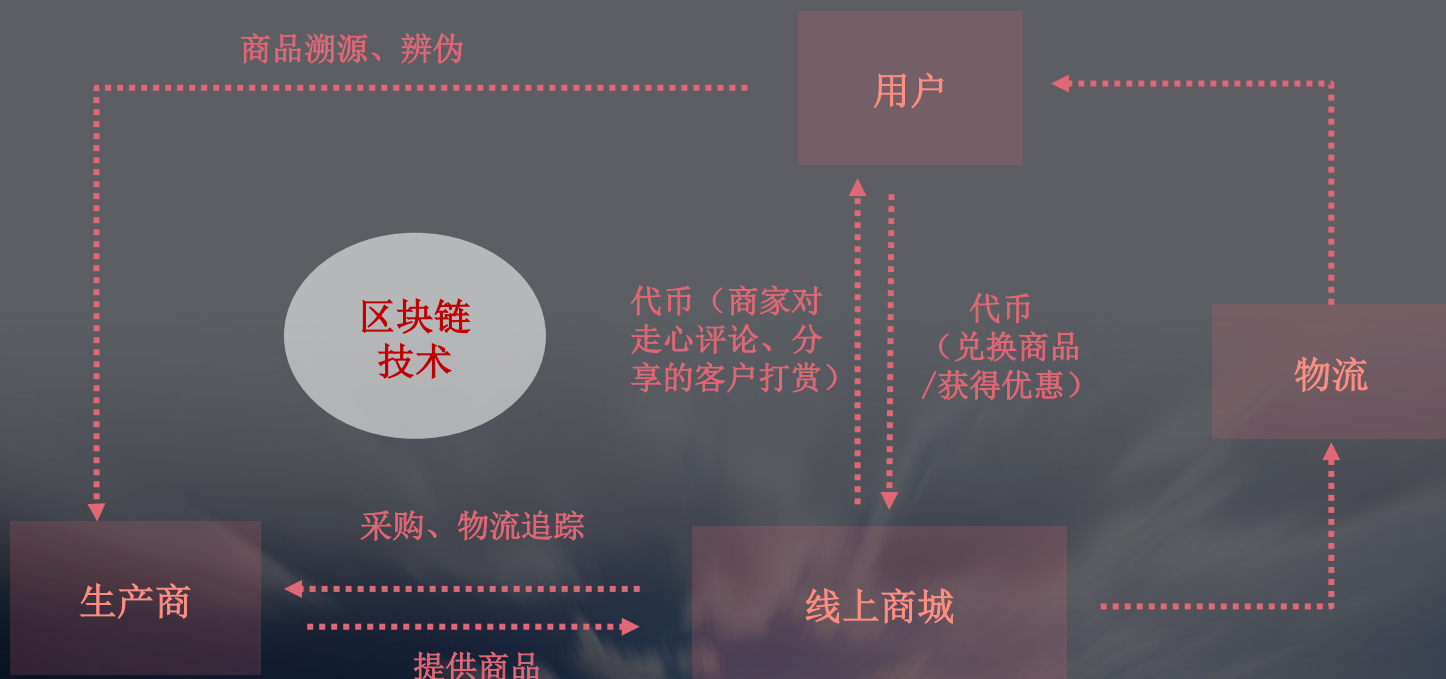 商品溯源、辨伪
用户
区块链
技术
代币（商家对
走心评论、分
享的客户打赏）
代币
（兑换商品
/获得优惠）
物流
采购、物流追踪
生产商
线上商城
提供商品